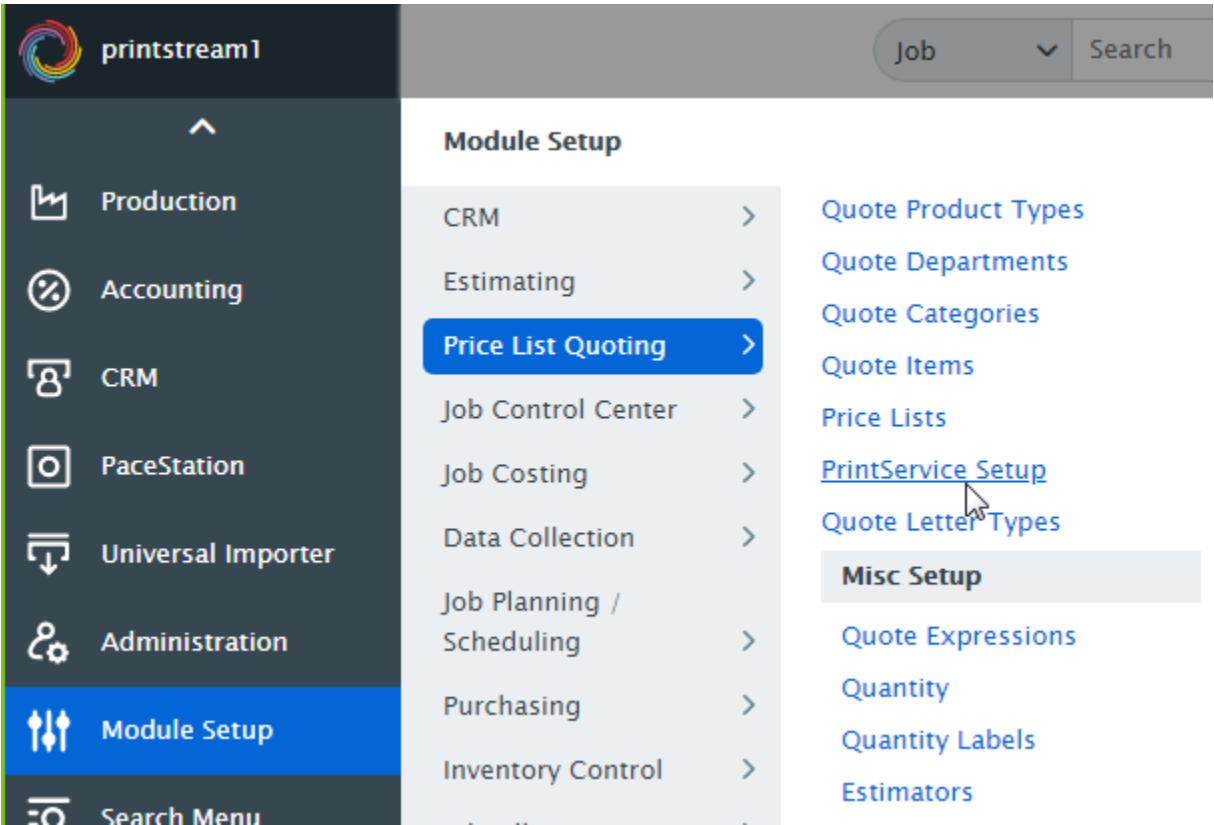 printstream1
Job
Search
Production
Accounting
CRM
PaceStation
Universal Importer
Administration
Module Setup
Search Menu
Module Setup
CRM
Estimating
Price List Quoting
Job Control Center
Job Costing
Data Collection
Job Planning /
Scheduling
Purchasing
Inventory Control
Quote Product Types
Quote Departments
Quote Categories
Quote Items
Price Lists
PrintService Setup
Quote Letter Types
Misc Setup
Quote Expressions
Quantity
Quantity Labels
Estimators